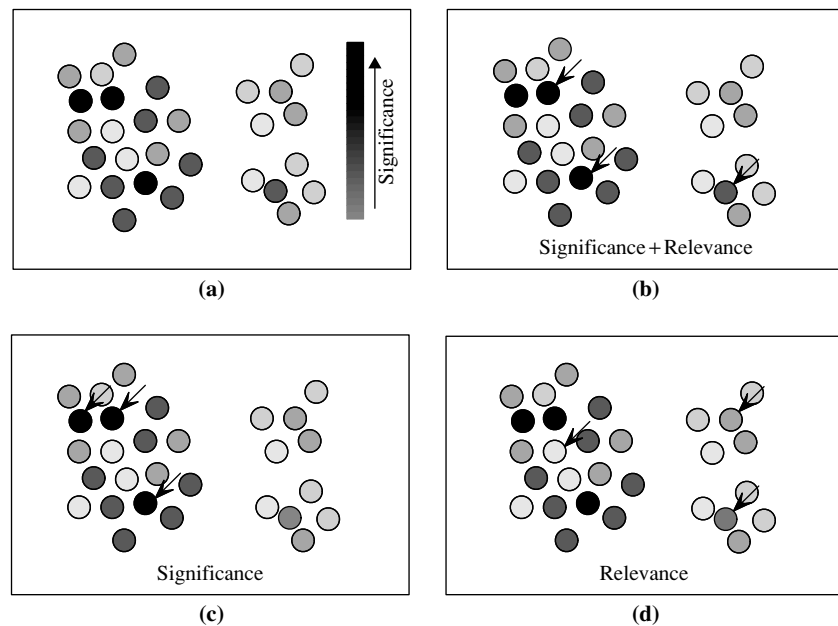 Significance
(a)
Significance + Relevance
(b)
Significance
(c)
Relevance
(d)